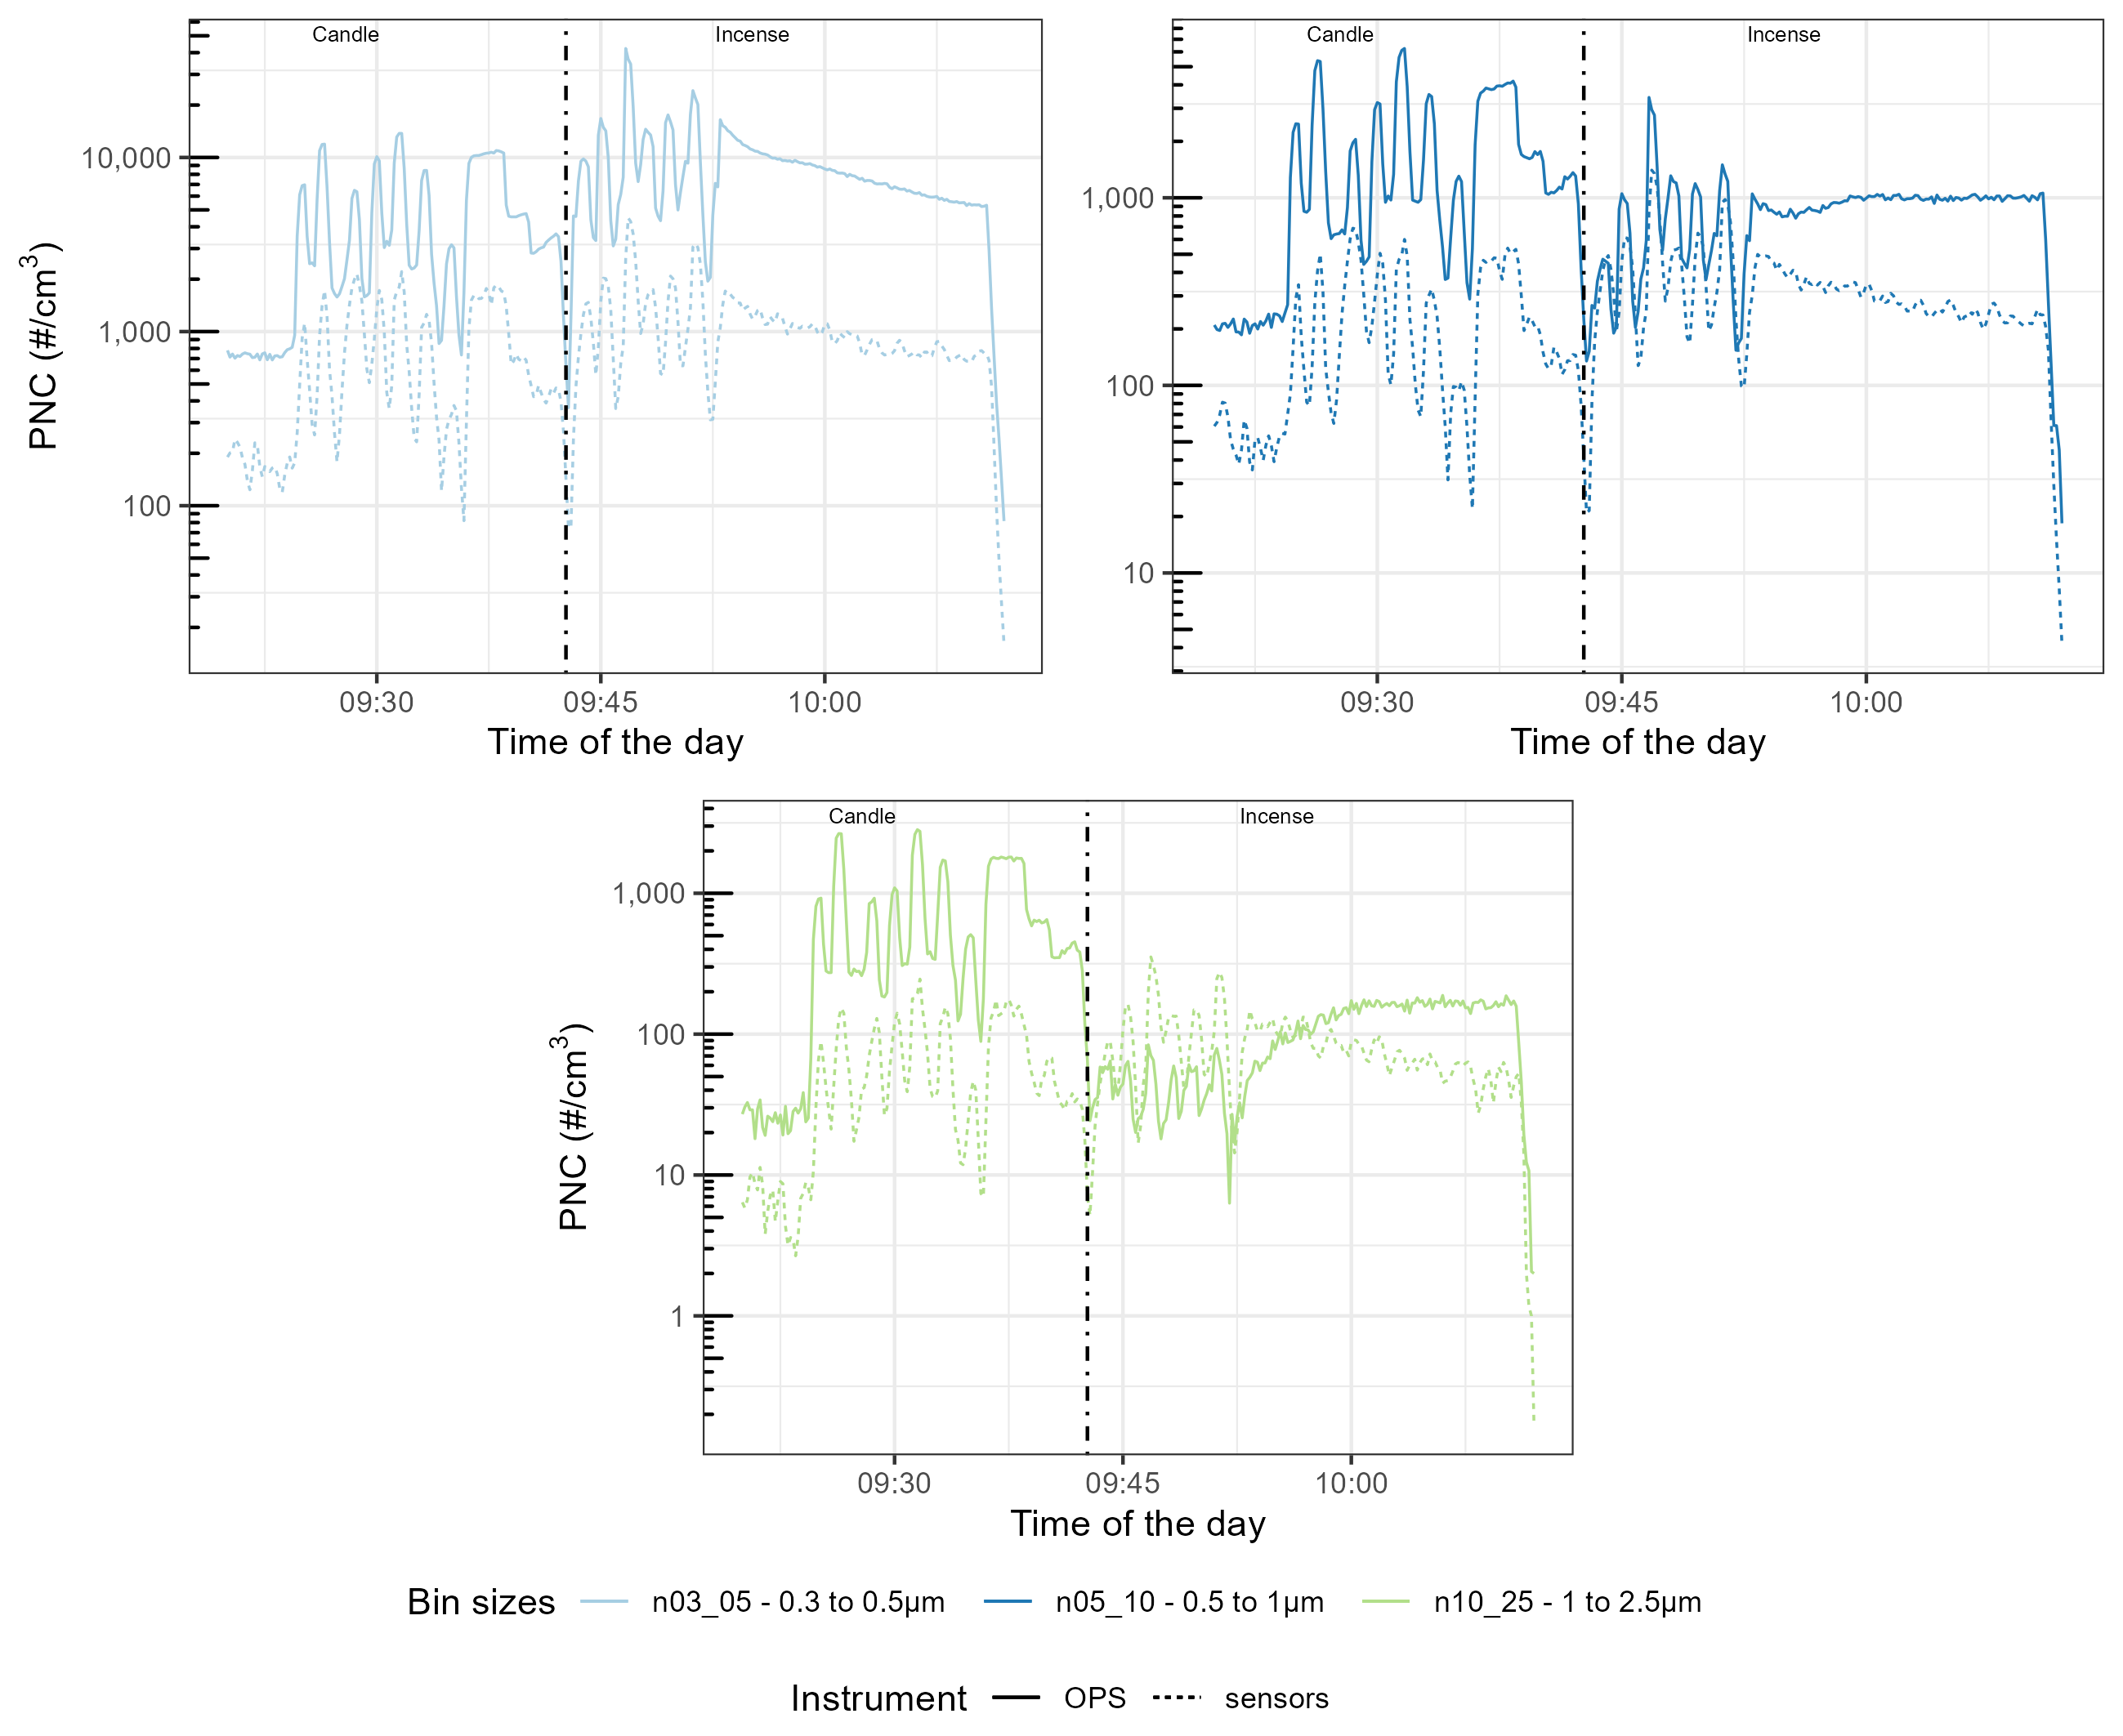 Candle Incense
10,000
1,000
100
PNC (#/cm³)
09:30 09:45 10:00
Time of the day
Candle Incense
1,000
100
10
09:30 09:45 10:00
Time of the day
Candle Incense
1,000
100
10
1
PNC (#/cm³)
09:30 09:45 10:00
Time of the day
Bin sizes n03_05 - 0.3 to 0.5µm n05_10 - 0.5 to 1µm n10_25 - 1 to 2.5µm
Instrument OPS sensors